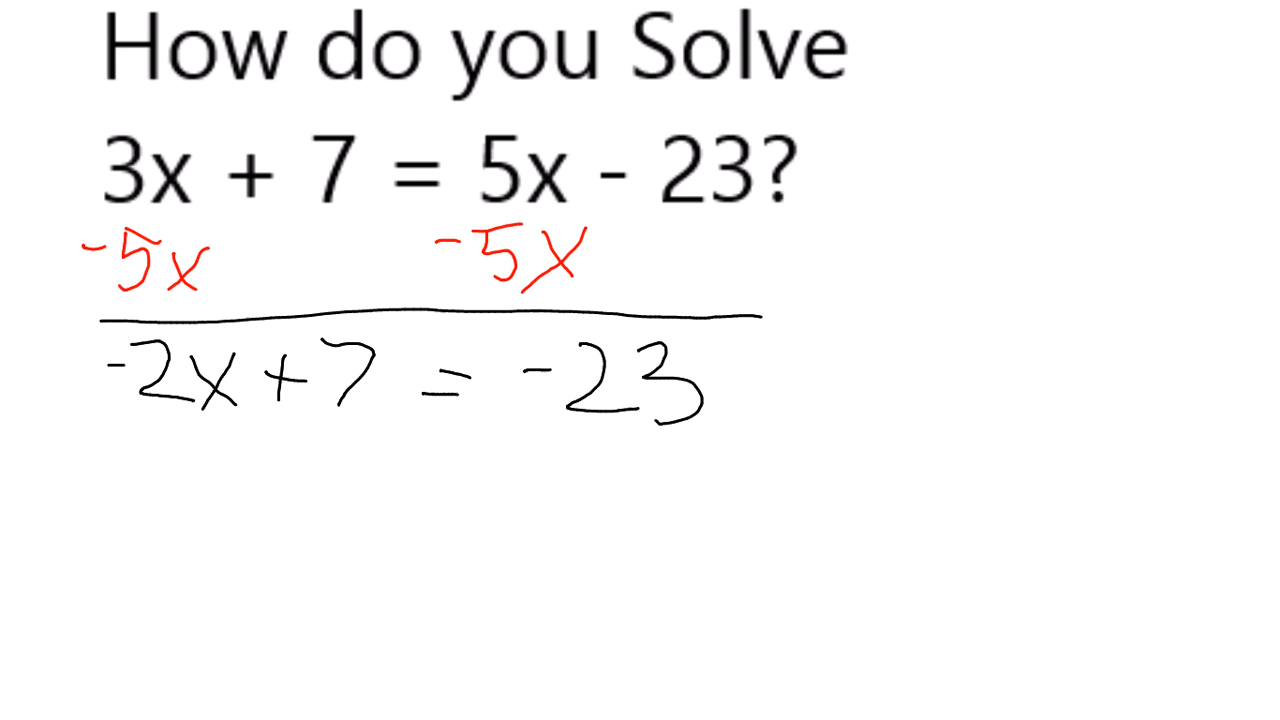 How do you Solve
3x + 7 = 5x - 23?
-5x -5x
-2x+7 = -23